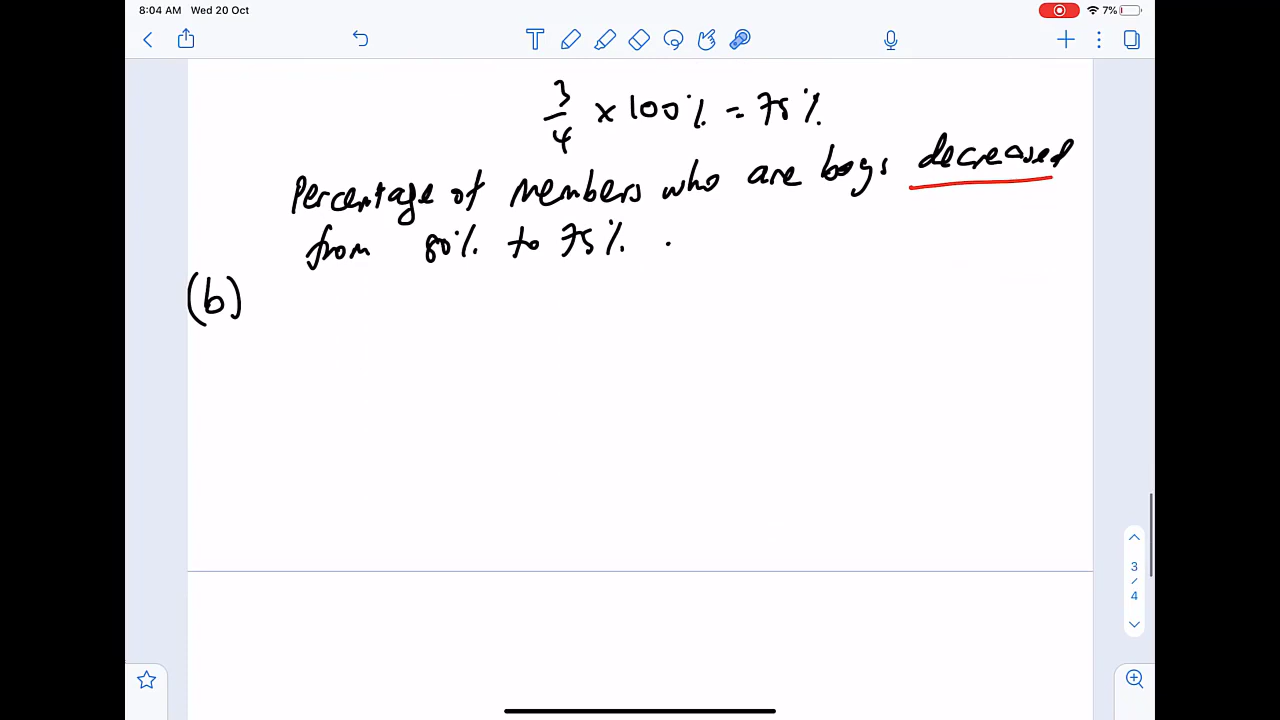 8:04 AM Wed 20 Oct
7%
T
3/4 × 100% = 75%
Percentage of members who are boys decreased
from 80% to 75% .
(b)
3
/
4